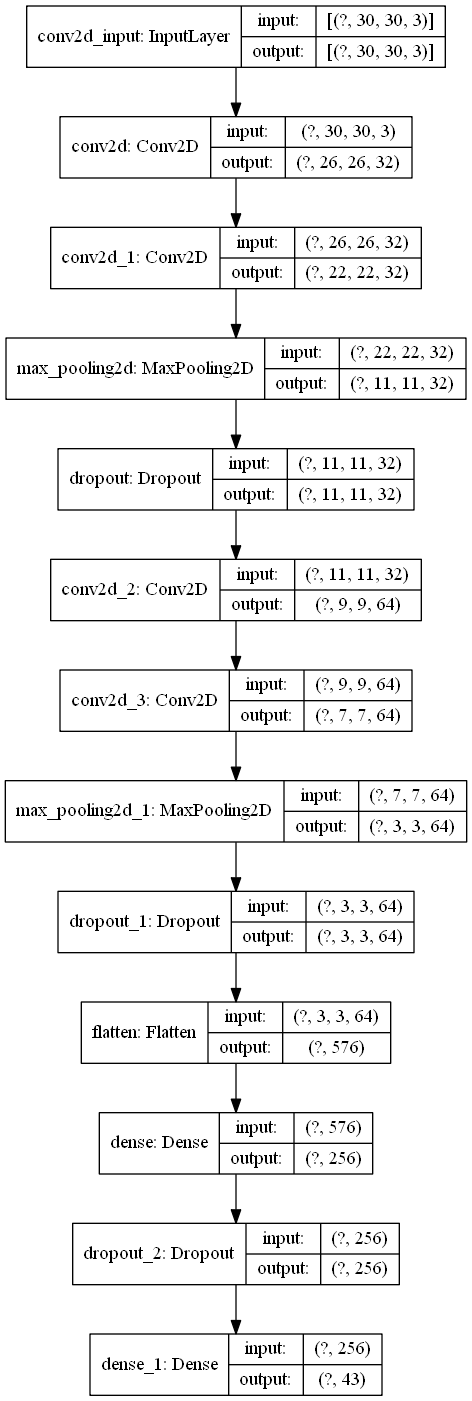 conv2d_input: InputLayer
input: [(?, 30, 30, 3)]
output: [(?, 30, 30, 3)]
conv2d: Conv2D
input: (?, 30, 30, 3)
output: (?, 26, 26, 32)
conv2d_1: Conv2D
input: (?, 26, 26, 32)
output: (?, 22, 22, 32)
max_pooling2d: MaxPooling2D
input: (?, 22, 22, 32)
output: (?, 11, 11, 32)
dropout: Dropout
input: (?, 11, 11, 32)
output: (?, 11, 11, 32)
conv2d_2: Conv2D
input: (?, 11, 11, 32)
output: (?, 9, 9, 64)
conv2d_3: Conv2D
input: (?, 9, 9, 64)
output: (?, 7, 7, 64)
max_pooling2d_1: MaxPooling2D
input: (?, 7, 7, 64)
output: (?, 3, 3, 64)
dropout_1: Dropout
input: (?, 3, 3, 64)
output: (?, 3, 3, 64)
flatten: Flatten
input: (?, 3, 3, 64)
output: (?, 576)
dense: Dense
input: (?, 576)
output: (?, 256)
dropout_2: Dropout
input: (?, 256)
output: (?, 256)
dense_1: Dense
input: (?, 256)
output: (?, 43)